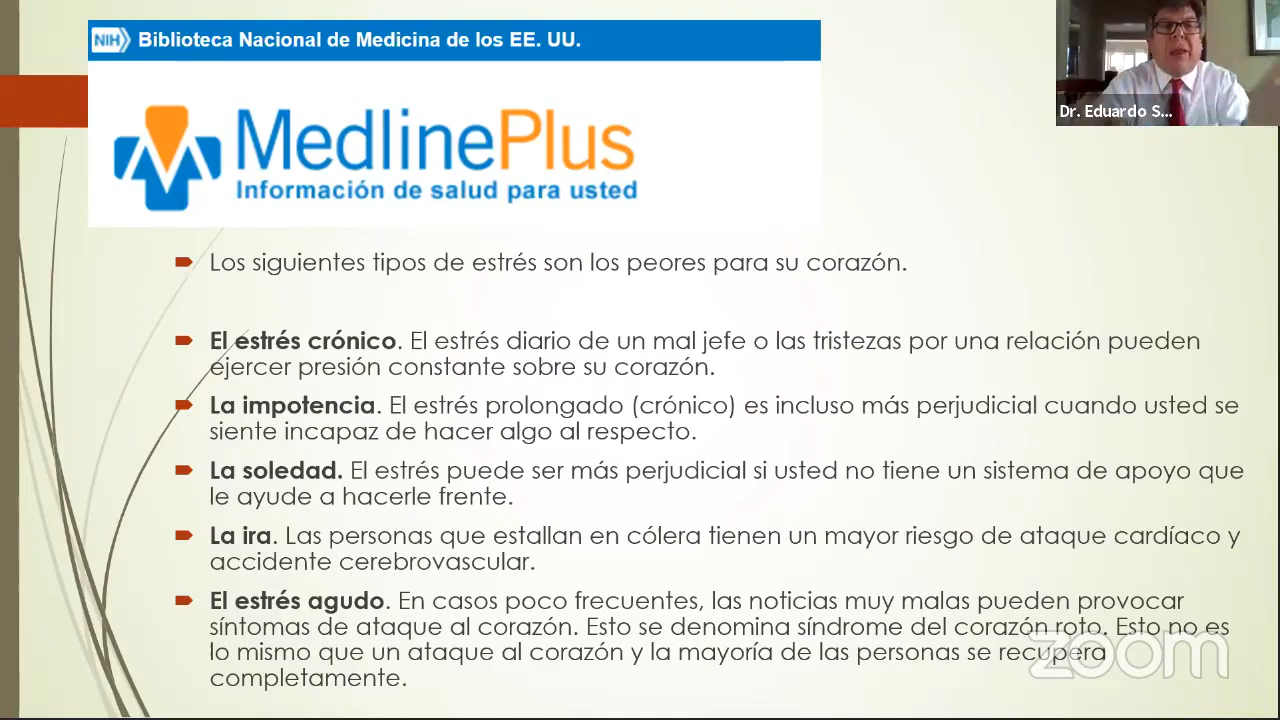 NIH Biblioteca Nacional de Medicina de los EE. UU.
MedlinePlus
Información de salud para usted
Dr. Eduardo S...
Los siguientes tipos de estrés son los peores para su corazón.
El estrés crónico. El estrés diario de un mal jefe o las tristezas por una relación pueden
ejercer presión constante sobre su corazón.
La impotencia. El estrés prolongado (crónico) es incluso más perjudicial cuando usted se
siente incapaz de hacer algo al respecto.
La soledad. El estrés puede ser más perjudicial si usted no tiene un sistema de apoyo que
le ayude a hacerle frente.
La ira. Las personas que estallan en cólera tienen un mayor riesgo de ataque cardíaco y
accidente cerebrovascular.
El estrés agudo. En casos poco frecuentes, las noticias muy malas pueden provocar
síntomas de ataque al corazón. Esto se denomina síndrome del corazón roto. Esto no es
lo mismo que un ataque al corazón y la mayoría de las personas se recupera
completamente.
zoom